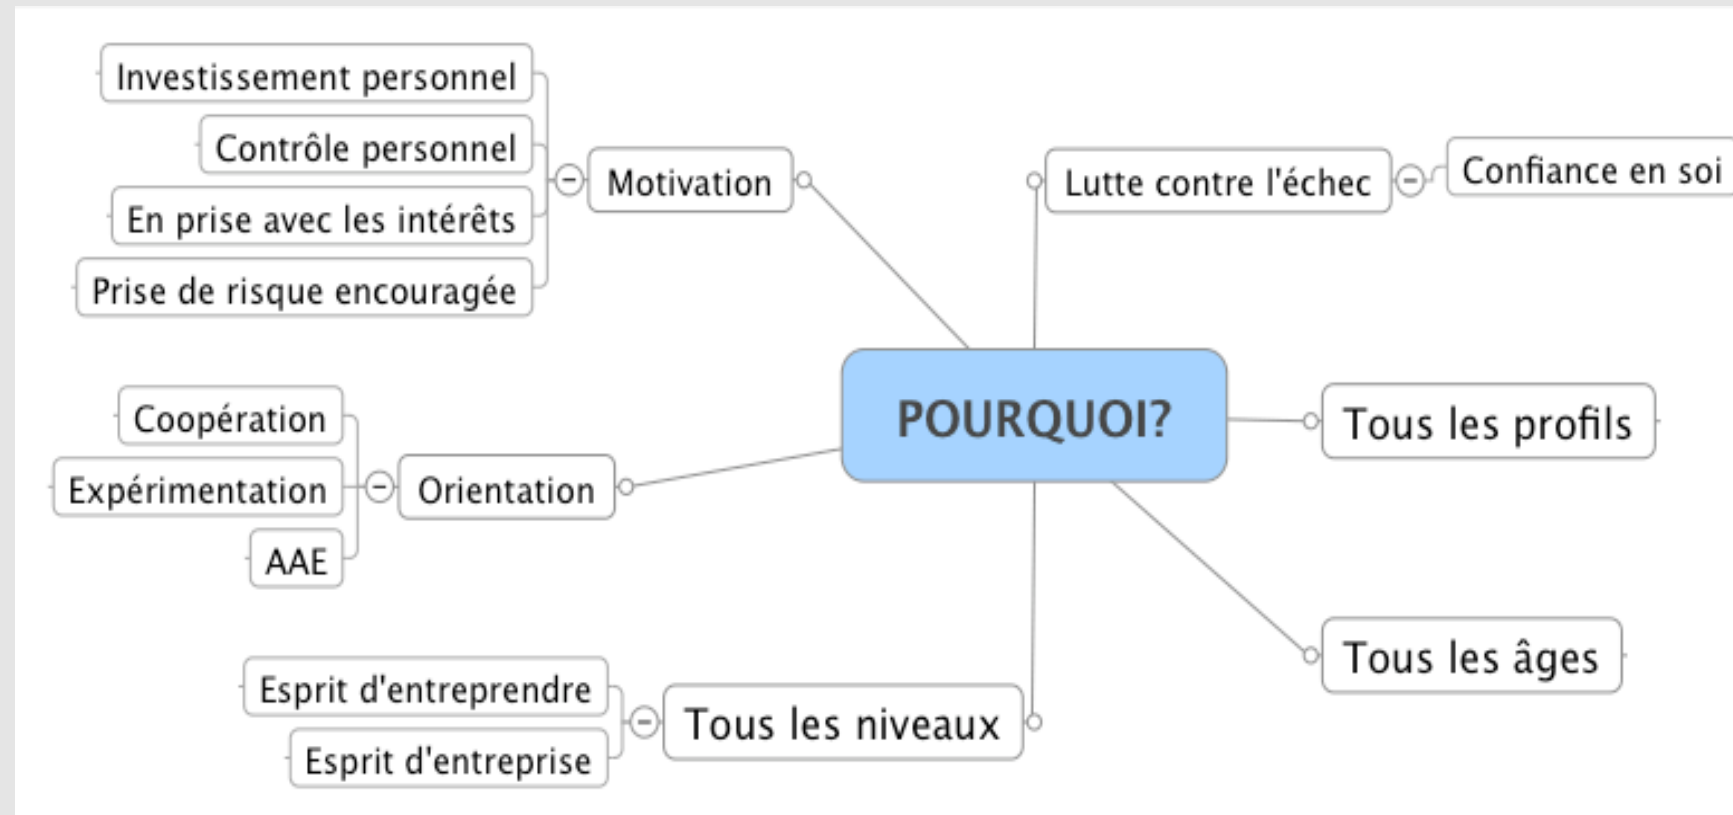 Investissement personnel
Contrôle personnel
En prise avec les intérêts
Prise de risque encouragée
Motivation
Lutte contre l'échec
Confiance en soi
POURQUOI?
Tous les profils
Coopération
Expérimentation
AAE
Orientation
Tous les âges
Esprit d'entreprendre
Esprit d'entreprise
Tous les niveaux